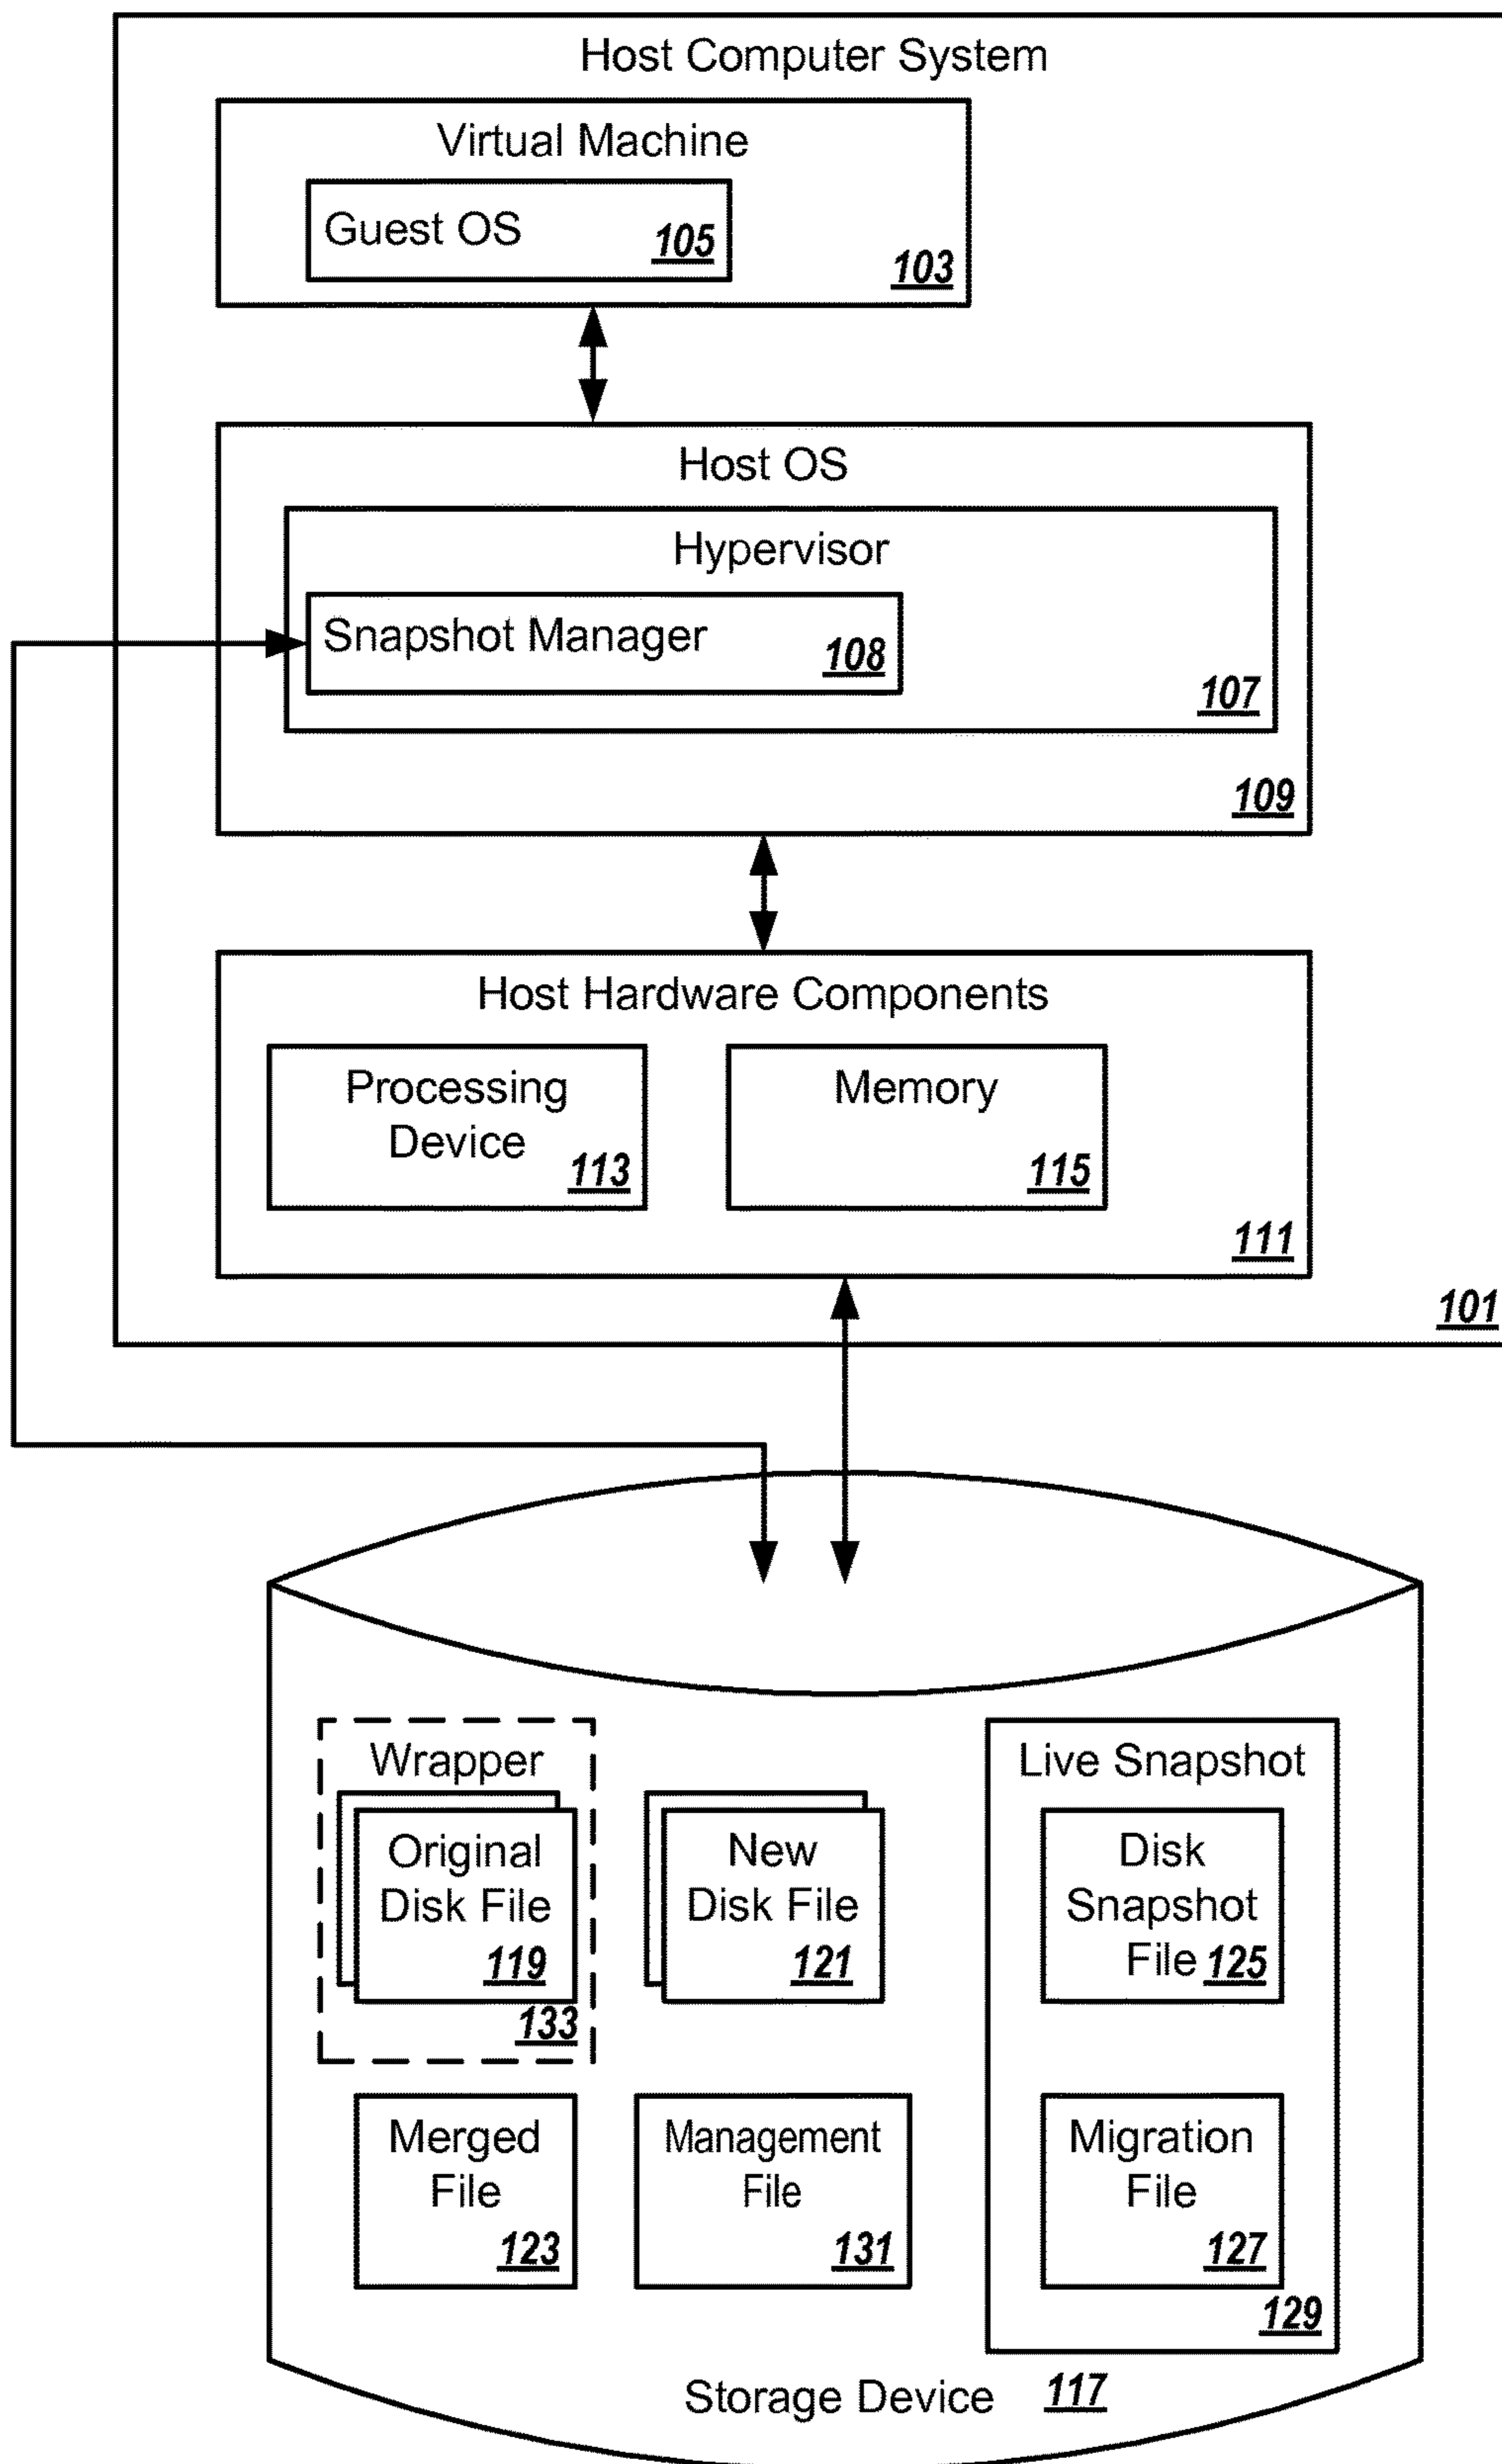 Host Computer System
Virtual Machine
Guest OS 105
103
Host OS
Hypervisor
Snapshot Manager 108
107
109
Host Hardware Components
Processing
Device 113
Memory
115
111
101
Wrapper
Original
Disk File
119
133
New
Disk File
121
Live Snapshot
Disk
Snapshot
File 125
Merged
File
123
Management
File
131
Migration
File
127
129
Storage Device 117